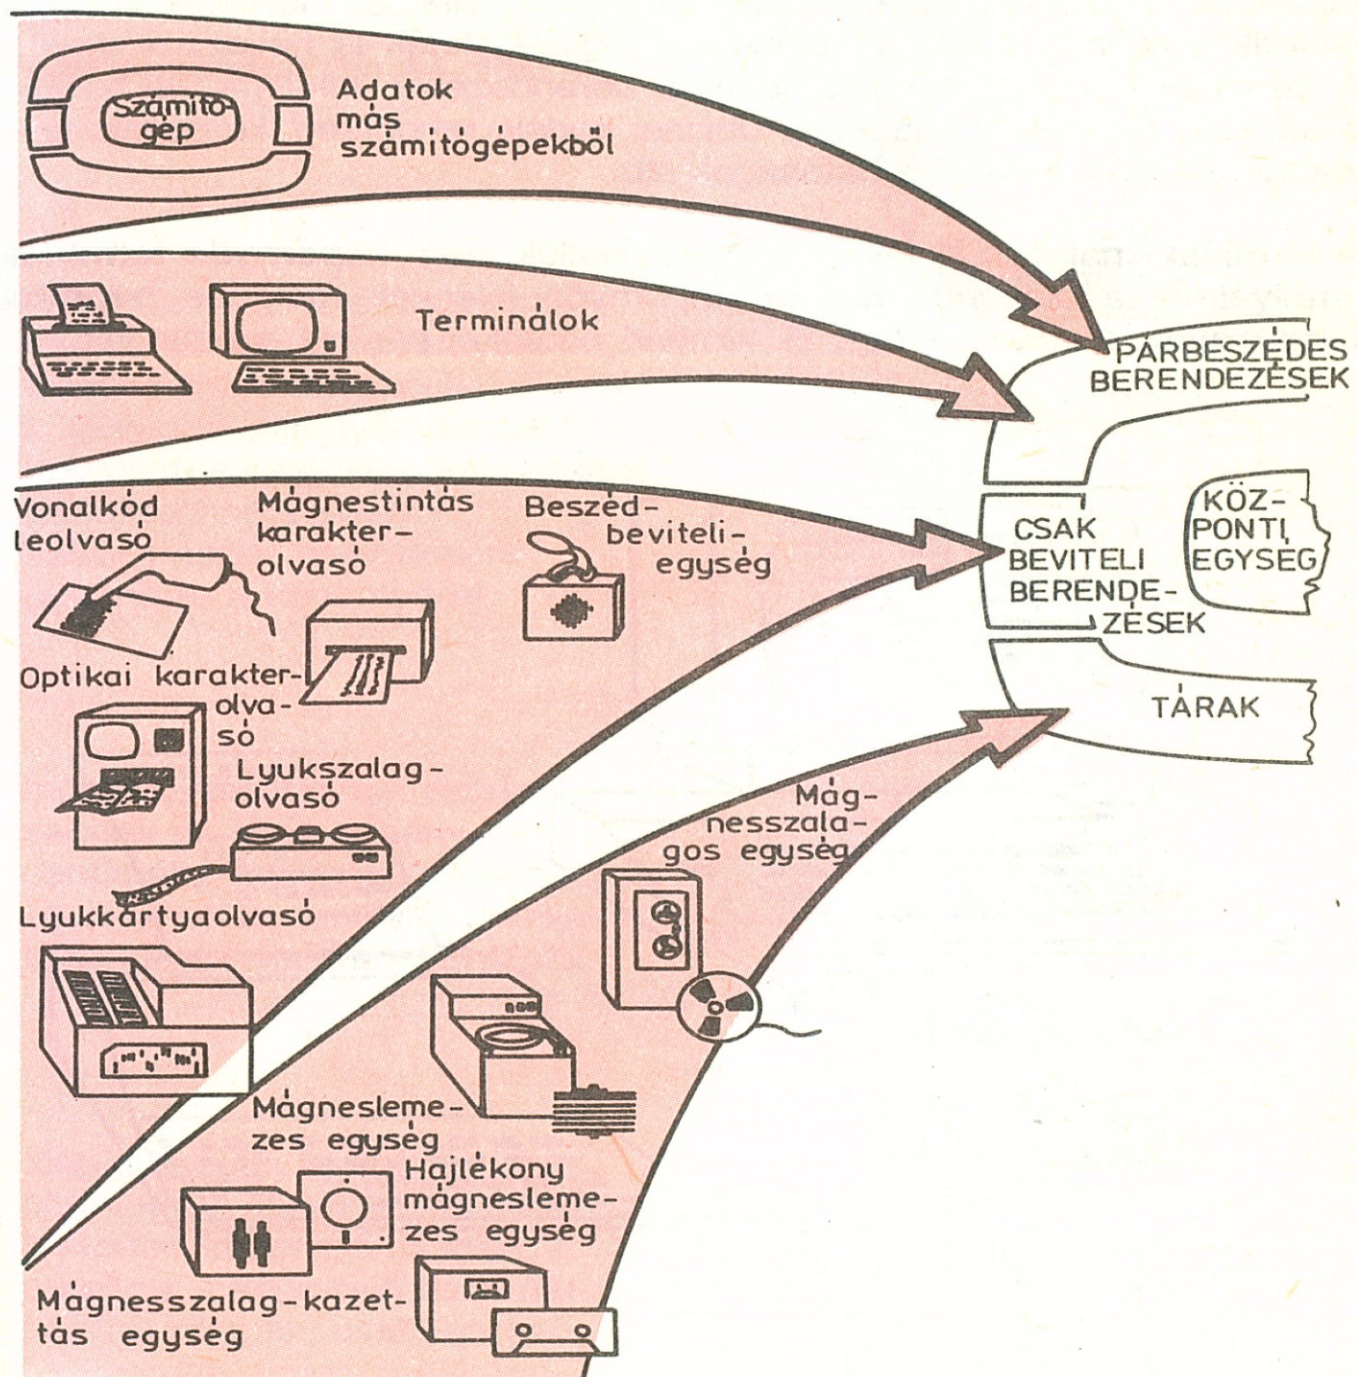 Számító-
gép
Adatok
más
számítógépekből
Terminálok
PÁRBESZÉDES
BERENDEZÉSEK
Vonalkód
leolvasó
Mágnestintás
karakter-
olvasó
Beszéd-
beviteli-
egység
CSAK
BEVITELI
BERENDE-
ZÉSEK
KÖZ-
PONTI
EGYSÉG
Optikai karakter-
olva-
só
TÁRAK
Lyukszalag-
olvasó
Mág-
nesszala-
gos egység
Lyukkártyaolvasó
Mágnesleme-
zes egység
Hajlékony
mágnesleme-
zes egység
Mágnesszalag-kazet-
tás egység